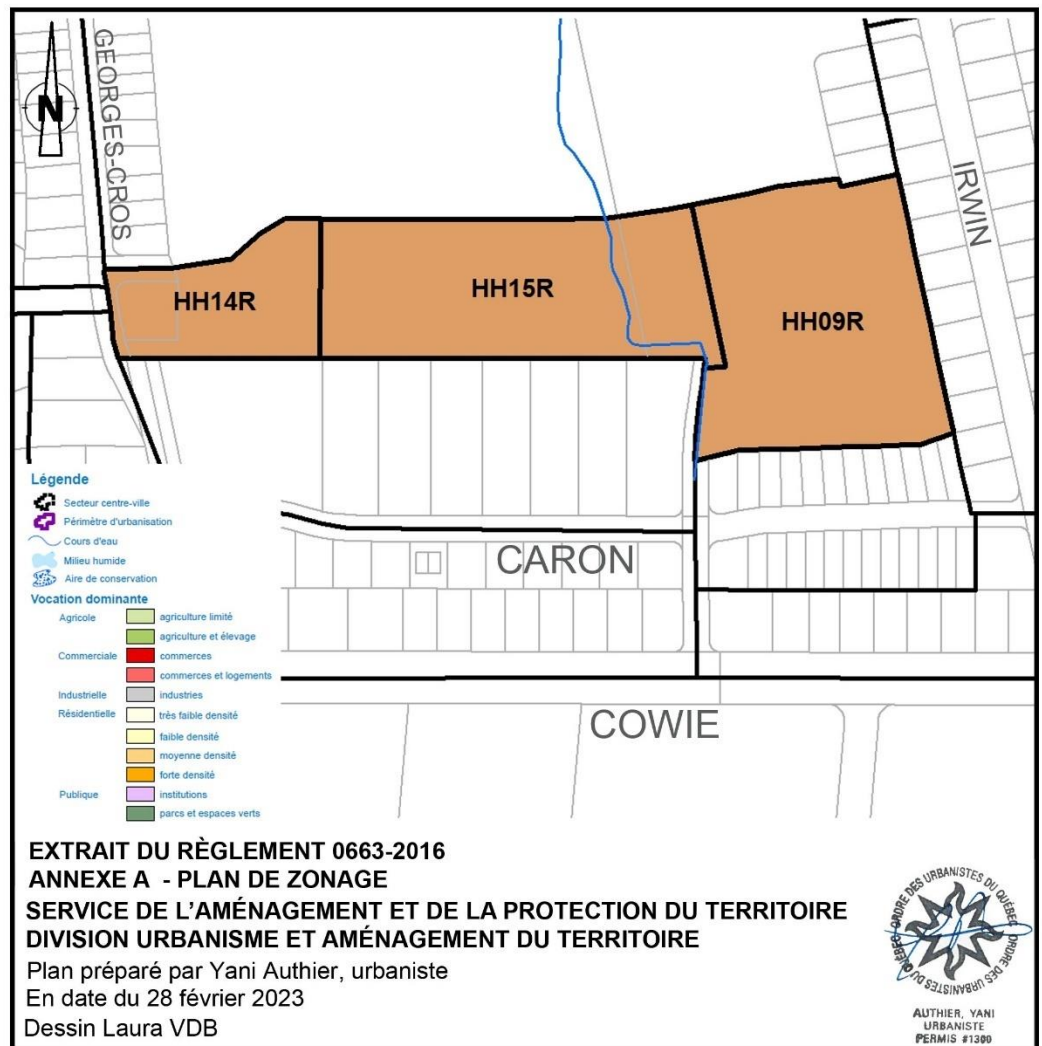 N
GEORGES-CROS
IRWIN
HH14R
HH15R
HH09R
CARON
COWIE
Légende
Secteur centre-ville
Périmètre d'urbanisation
Cours d'eau
Milieu humide
Aire de conservation
Vocation dominante
Agricole
agriculture limité
agriculture et élevage
Commerciale
commerces
commerces et logements
Industrielle
industries
Résidentielle
très faible densité
faible densité
moyenne densité
forte densité
Publique
institutions
parcs et espaces verts
EXTRAIT DU RÈGLEMENT 0663-2016
ANNEXE A - PLAN DE ZONAGE
SERVICE DE L'AMÉNAGEMENT ET DE LA PROTECTION DU TERRITOIRE
DIVISION URBANISME ET AMÉNAGEMENT DU TERRITOIRE
Plan préparé par Yani Authier, urbaniste
En date du 28 février 2023
Dessin Laura VDB
ORDRE DES URBANISTES DU QUÉBEC
ORDRE DES URBANISTES DU QUÉBEC
AUTHIER, YANI
URBANISTE
PERMIS #1300